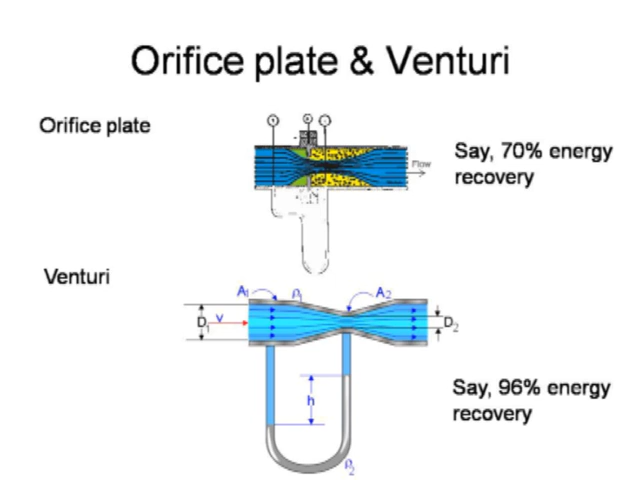 Orifice plate & Venturi
Orifice plate
Say, 70% energy
recovery
Flow
Venturi
A1 ρ1 A2
D1 v D2
h
Say, 96% energy
recovery
ρ2